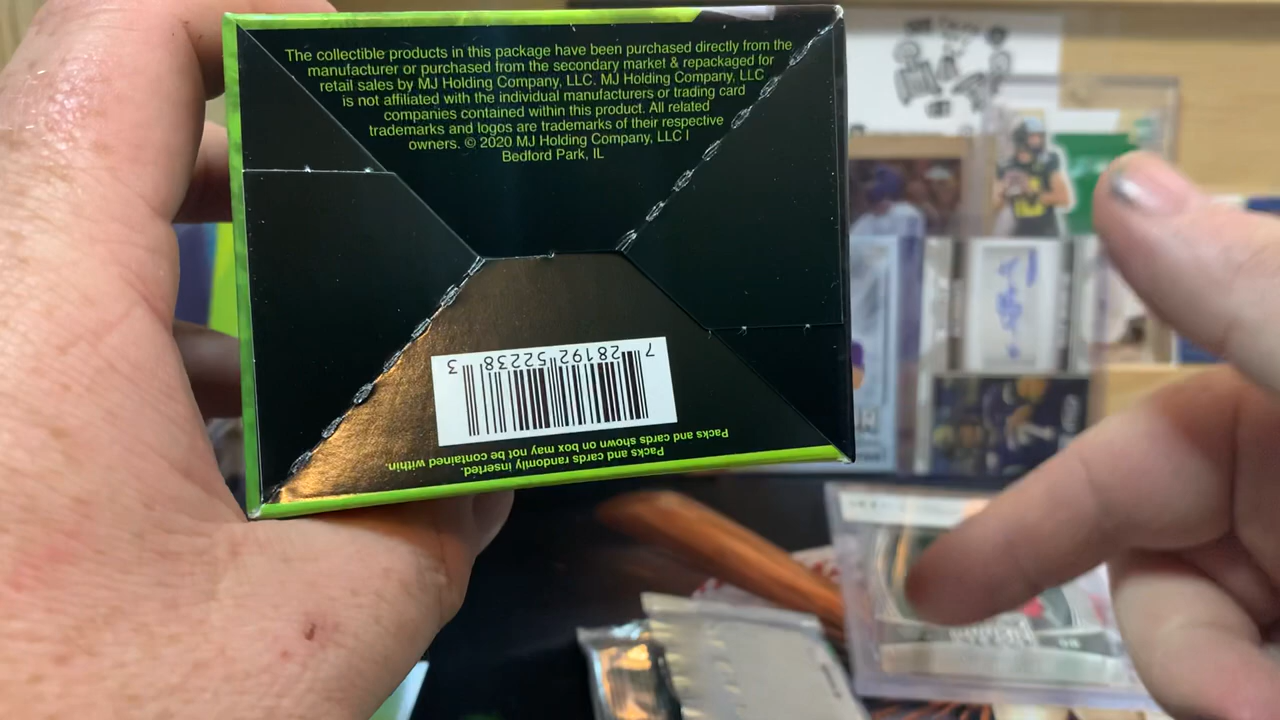 The collectible products in this package have been purchased directly from the
manufacturer or purchased from the secondary market & repackaged for
retail sales by MJ Holding Company, LLC. MJ Holding Company, LLC
is not affiliated with the individual manufacturers or trading card
companies contained within this product. All related
trademarks and logos are trademarks of their respective
owners. © 2020 MJ Holding Company, LLC |
Bedford Park, IL
7 28192 52238 3
Packs and cards randomly inserted.
Packs and cards shown on box may not be contained within.